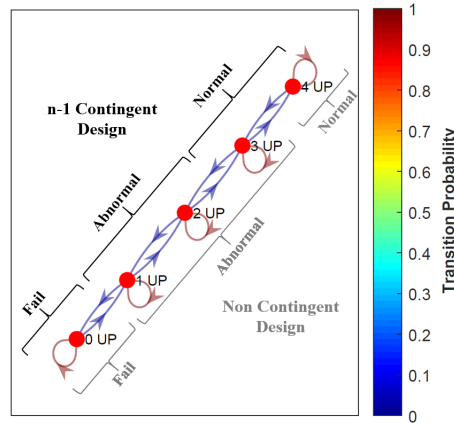 n-1 Contingent
Design
Normal
Abnormal
Fail
4 UP
3 UP
2 UP
1 UP
0 UP
Normal
Abnormal
Fail
Non Contingent
Design
1
0.9
0.8
0.7
0.6
0.5
0.4
0.3
0.2
0.1
0
Transition Probability